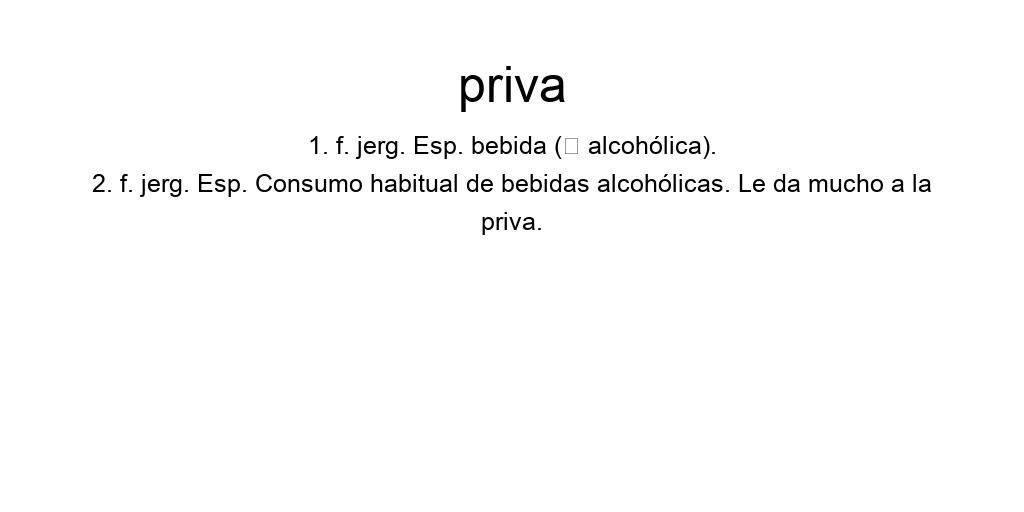 priva
1. f. jerg. Esp. bebida (□ alcohólica).
2. f. jerg. Esp. Consumo habitual de bebidas alcohólicas. Le da mucho a la
priva.